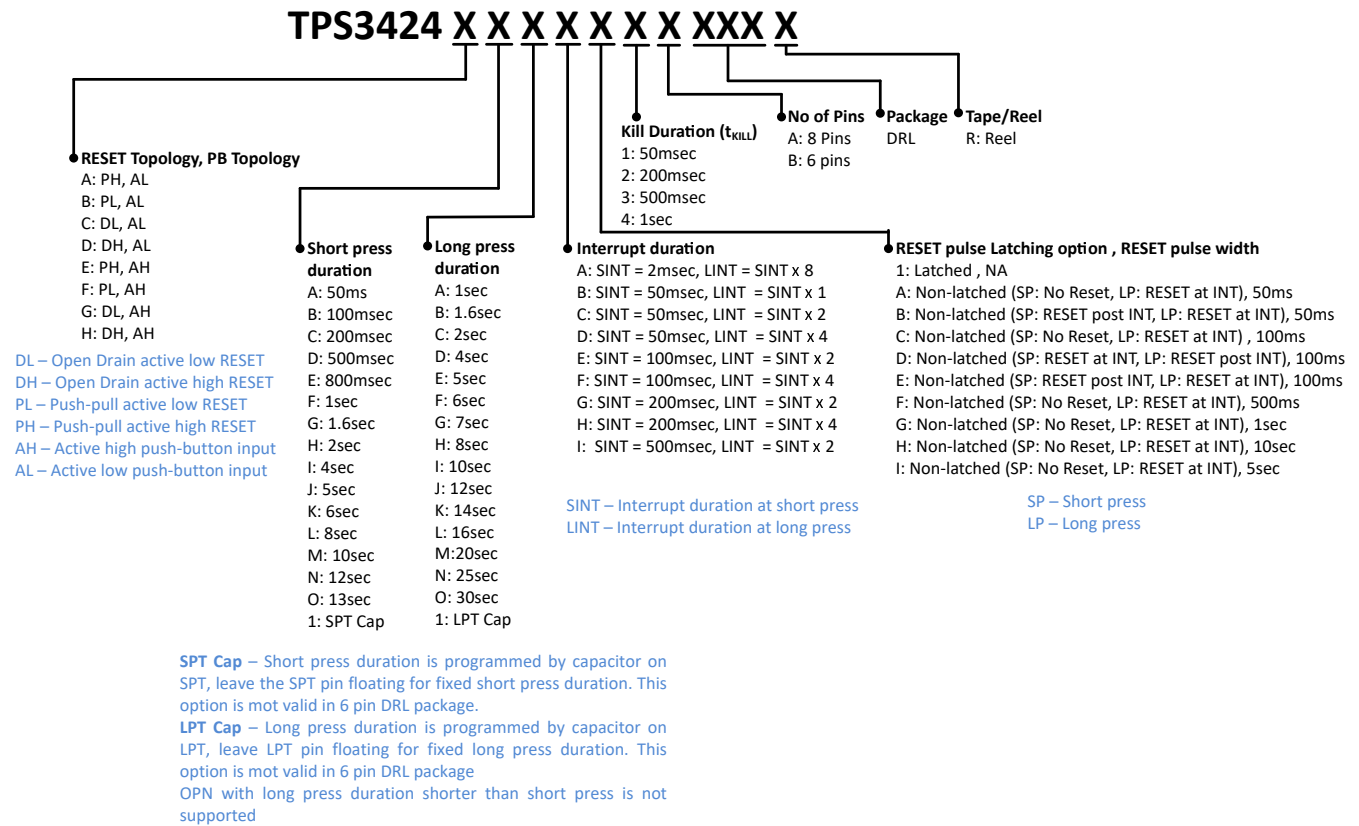 TPS3424 X X X X X X X XXX X
RESET Topology, PB Topology
A: PH, AL
B: PL, AL
C: DL, AL
D: DH, AL
E: PH, AH
F: PL, AH
G: DL, AH
H: DH, AH
DL – Open Drain active low RESET
DH – Open Drain active high RESET
PL – Push-pull active low RESET
PH – Push-pull active high RESET
AH – Active high push-button input
AL – Active low push-button input
Short press
duration
A: 50ms
B: 100msec
C: 200msec
D: 500msec
E: 800msec
F: 1sec
G: 1.6sec
H: 2sec
I: 4sec
J: 5sec
K: 6sec
L: 8sec
M: 10sec
N: 12sec
O: 13sec
1: SPT Cap
Long press
duration
A: 1sec
B: 1.6sec
C: 2sec
D: 4sec
E: 5sec
F: 6sec
G: 7sec
H: 8sec
I: 10sec
J: 12sec
K: 14sec
L: 16sec
M:20sec
N: 25sec
O: 30sec
1: LPT Cap
Interrupt duration
A: SINT = 2msec, LINT = SINT x 8
B: SINT = 50msec, LINT = SINT x 1
C: SINT = 50msec, LINT = SINT x 2
D: SINT = 50msec, LINT = SINT x 4
E: SINT = 100msec, LINT = SINT x 2
F: SINT = 100msec, LINT = SINT x 4
G: SINT = 200msec, LINT = SINT x 2
H: SINT = 200msec, LINT = SINT x 4
I: SINT = 500msec, LINT = SINT x 2
SINT – Interrupt duration at short press
LINT – Interrupt duration at long press
Kill Duration (tKILL)
1: 50msec
2: 200msec
3: 500msec
4: 1sec
No of Pins
A: 8 Pins
B: 6 pins
Package
DRL
Tape/Reel
R: Reel
RESET pulse Latching option , RESET pulse width
1: Latched , NA
A: Non-latched (SP: No Reset, LP: RESET at INT), 50ms
B: Non-latched (SP: RESET post INT, LP: RESET at INT), 50ms
C: Non-latched (SP: No Reset, LP: RESET at INT) , 100ms
D: Non-latched (SP: RESET at INT, LP: RESET post INT), 100ms
E: Non-latched (SP: RESET post INT, LP: RESET at INT), 100ms
F: Non-latched (SP: No Reset, LP: RESET at INT), 500ms
G: Non-latched (SP: No Reset, LP: RESET at INT), 1sec
H: Non-latched (SP: No Reset, LP: RESET at INT), 10sec
I: Non-latched (SP: No Reset, LP: RESET at INT), 5sec
SP – Short press
LP – Long press
SPT Cap – Short press duration is programmed by capacitor on
SPT, leave the SPT pin floating for fixed short press duration. This
option is mot valid in 6 pin DRL package.
LPT Cap – Long press duration is programmed by capacitor on
LPT, leave LPT pin floating for fixed long press duration. This
option is mot valid in 6 pin DRL package
OPN with long press duration shorter than short press is not
supported